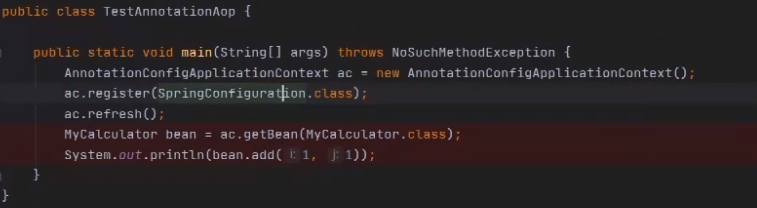 public class TestAnnotationAop {
public static void main(String[] args) throws NoSuchMethodException {
AnnotationConfigApplicationContext ac = new AnnotationConfigApplicationContext();
ac.register(SpringConfiguration.class);
ac.refresh();
MyCalculator bean = ac.getBean(MyCalculator.class);
System.out.println(bean.add( i: 1, j: 1));
}
}